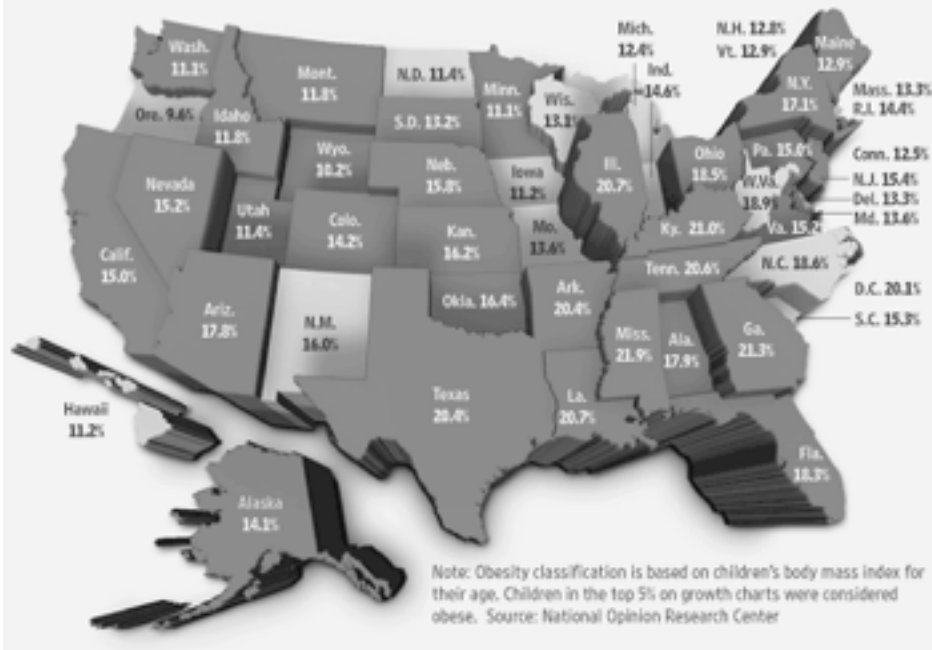 Mich.
12.4%
N.H. 12.8%
Vt. 12.9%
Maine
12.9%
Wash.
11.1%
Mont.
11.8%
N.D. 11.4%
Minn.
11.1%
Ind.
14.6%
N.Y.
17.1%
Mass. 13.3%
R.I. 14.4%
Ore. 9.6%
Idaho
11.8%
S.D. 13.2%
Wis.
13.1%
Wyo.
10.2%
Neb.
15.8%
Iowa
11.2%
Ill.
20.7%
Ohio
18.5%
Pa. 15.0%
Conn. 12.5%
N.J. 15.4%
Del. 13.3%
Md. 13.6%
Nevada
15.2%
Utah
11.4%
Colo.
14.2%
Kan.
16.2%
Mo.
13.6%
Ky. 21.0%
W.Va.
18.9%
Va. 15.2
Calif.
15.0%
Ariz.
17.8%
N.M.
16.0%
Okla. 16.4%
Ark.
20.4%
Tenn. 20.6%
N.C. 18.6%
D.C. 20.1%
S.C. 15.3%
Miss.
21.9%
Ala.
17.9%
Ga.
21.3%
Texas
20.4%
La.
20.7%
Fla.
18.3%
Hawaii
11.2%
Alaska
14.1%
Note: Obesity classification is based on children's body mass index for
their age. Children in the top 5% on growth charts were considered
obese. Source: National Opinion Research Center